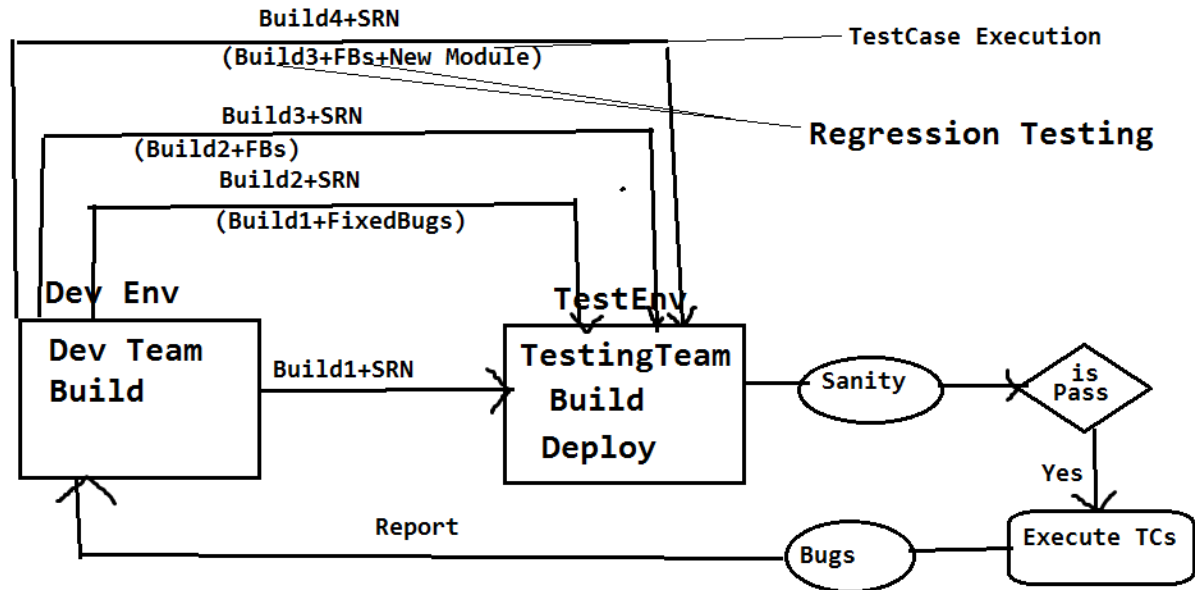 Build4+SRN
(Build3+FBs+New Module)
TestCase Execution
Build3+SRN
(Build2+FBs)
Regression Testing
Build2+SRN
(Build1+FixedBugs)
Dev Env
TestEnv
Dev Team
Build
Build1+SRN
TestingTeam
Build
Deploy
Sanity
is
Pass
Yes
Execute TCs
Bugs
Report